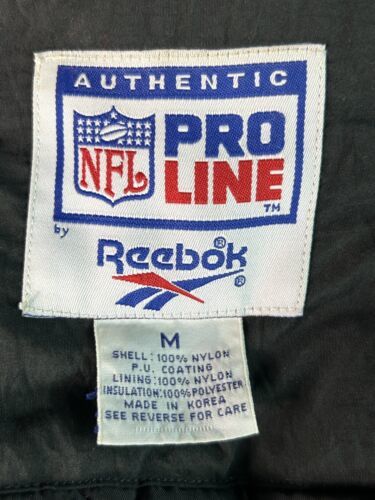 AUTHENTIC
NFL
PRO
LINE
TM
by
Reebok®
®
M
SHELL: 100% NYLON
P.U. COATING
LINING: 100% NYLON
INSULATION: 100% POLYESTER
MADE IN KOREA
SEE REVERSE FOR CARE